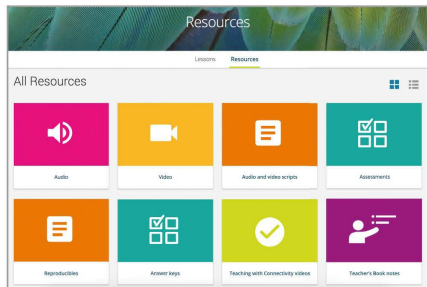 Resources
Lessons Resources
All Resources
Audio Video Audio and video scripts Assessments
Reproducibles Answer keys Teaching with Connectivity videos Teacher's Book notes